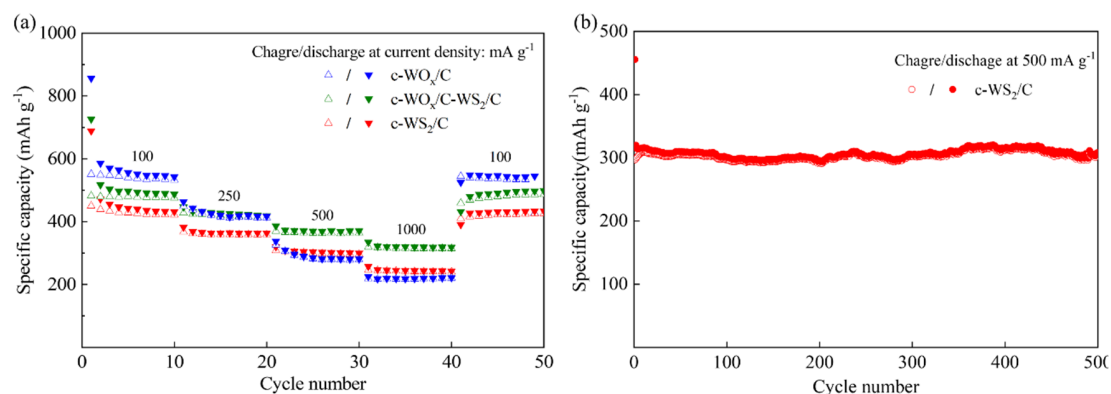 (a)
Specific capacity (mAh g-1)
1000
800
600
400
200
Chagre/discharge at current density: mA g-1
/ c-WOx/C
/ c-WOx/C-WS2/C
/ c-WS2/C
100
250
500
1000
100
0
10
20
30
40
50
Cycle number
(b)
Specific capacity(mAh g-1)
500
400
300
200
100
0
Chagre/dischage at 500 mA g-1
/ c-WS2/C
0
100
200
300
400
500
Cycle number